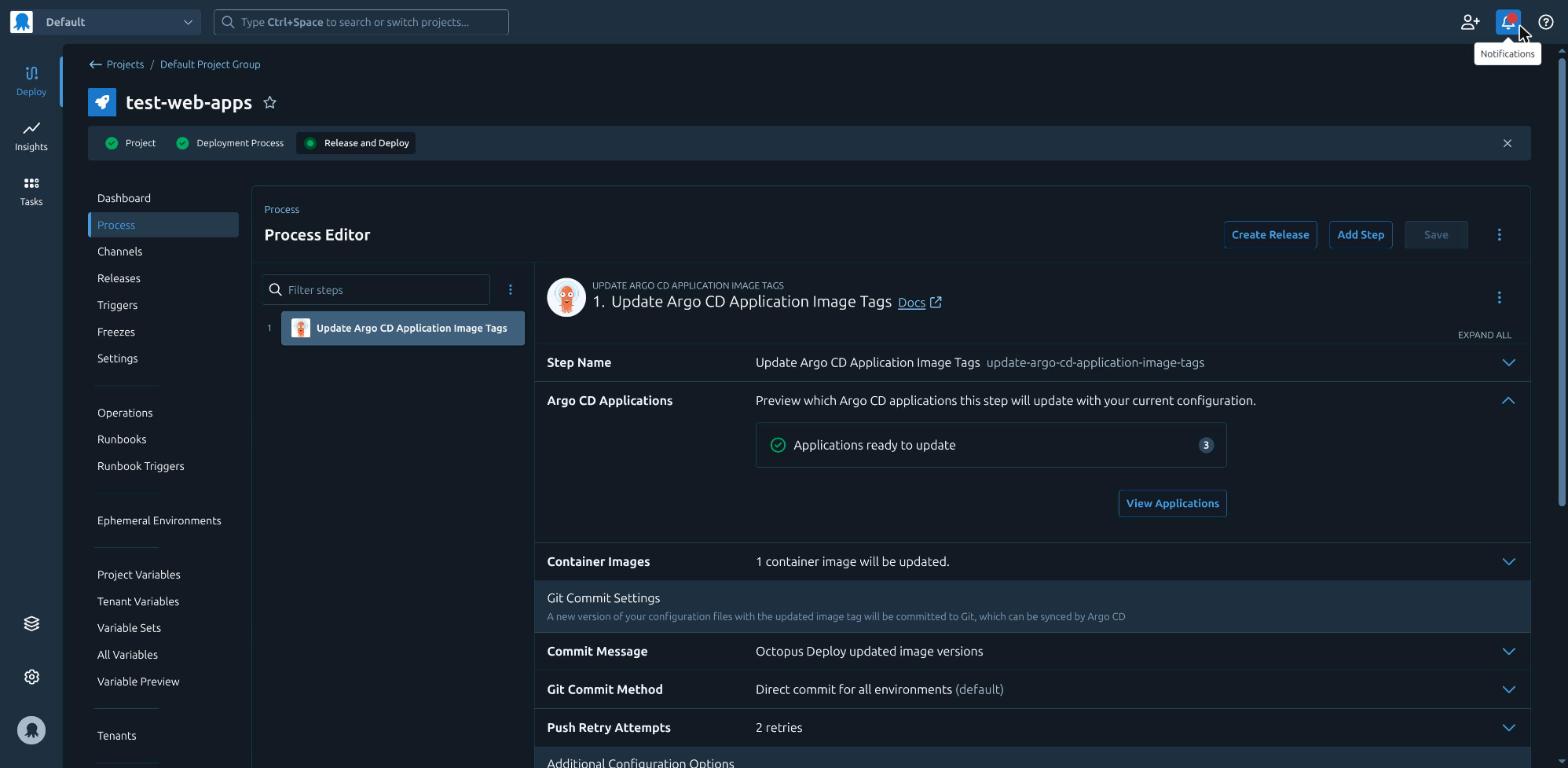 Default
Type Ctrl+Space to search or switch projects...
Notifications
Deploy
Insights
Tasks
Projects / Default Project Group
test-web-apps
Project
Deployment Process
Release and Deploy
Dashboard
Process
Channels
Releases
Triggers
Freezes
Settings
Operations
Runbooks
Runbook Triggers
Ephemeral Environments
Project Variables
Tenant Variables
Variable Sets
All Variables
Variable Preview
Tenants
Process
Process Editor
Create Release
Add Step
Save
Filter steps
1
Update Argo CD Application Image Tags
UPDATE ARGO CD APPLICATION IMAGE TAGS
1. Update Argo CD Application Image Tags Docs
EXPAND ALL
Step Name
Update Argo CD Application Image Tags update-argo-cd-application-image-tags
Argo CD Applications
Preview which Argo CD applications this step will update with your current configuration.
Applications ready to update
3
View Applications
Container Images
1 container image will be updated.
Git Commit Settings
A new version of your configuration files with the updated image tag will be committed to Git, which can be synced by Argo CD
Commit Message
Octopus Deploy updated image versions
Git Commit Method
Direct commit for all environments (default)
Push Retry Attempts
2 retries
Additional Configuration Options